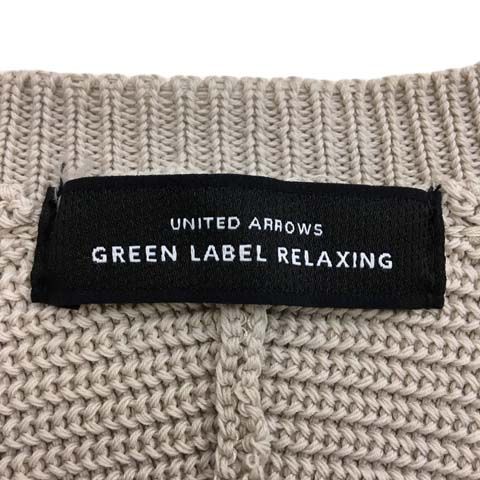 UNITED ARROWS
GREEN LABEL RELAXING